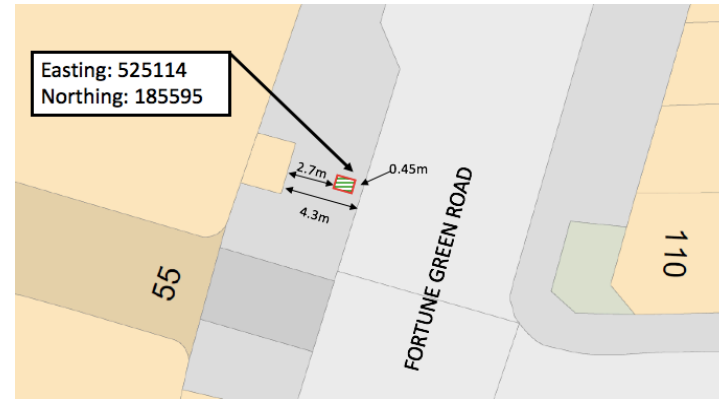 Easting: 525114
Northing: 185595
2.7m
0.45m
4.3m
FORTUNE GREEN ROAD
55
110